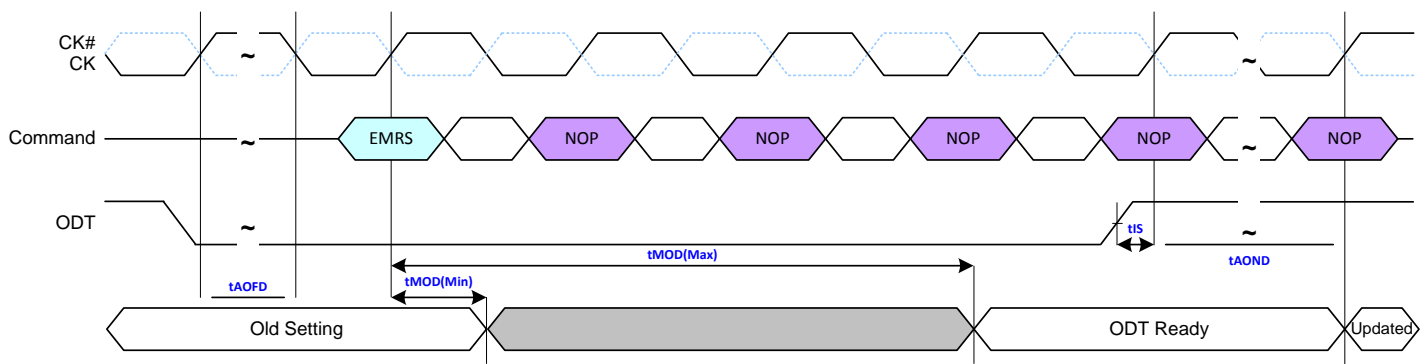 CK#
CK
~
~
Command
EMRS
NOP
NOP
NOP
NOP
NOP
~
~
ODT
~
~
tIS
tMOD(Max)
tAOND
tMOD(Min)
tAOFD
Old Setting
ODT Ready
Updated